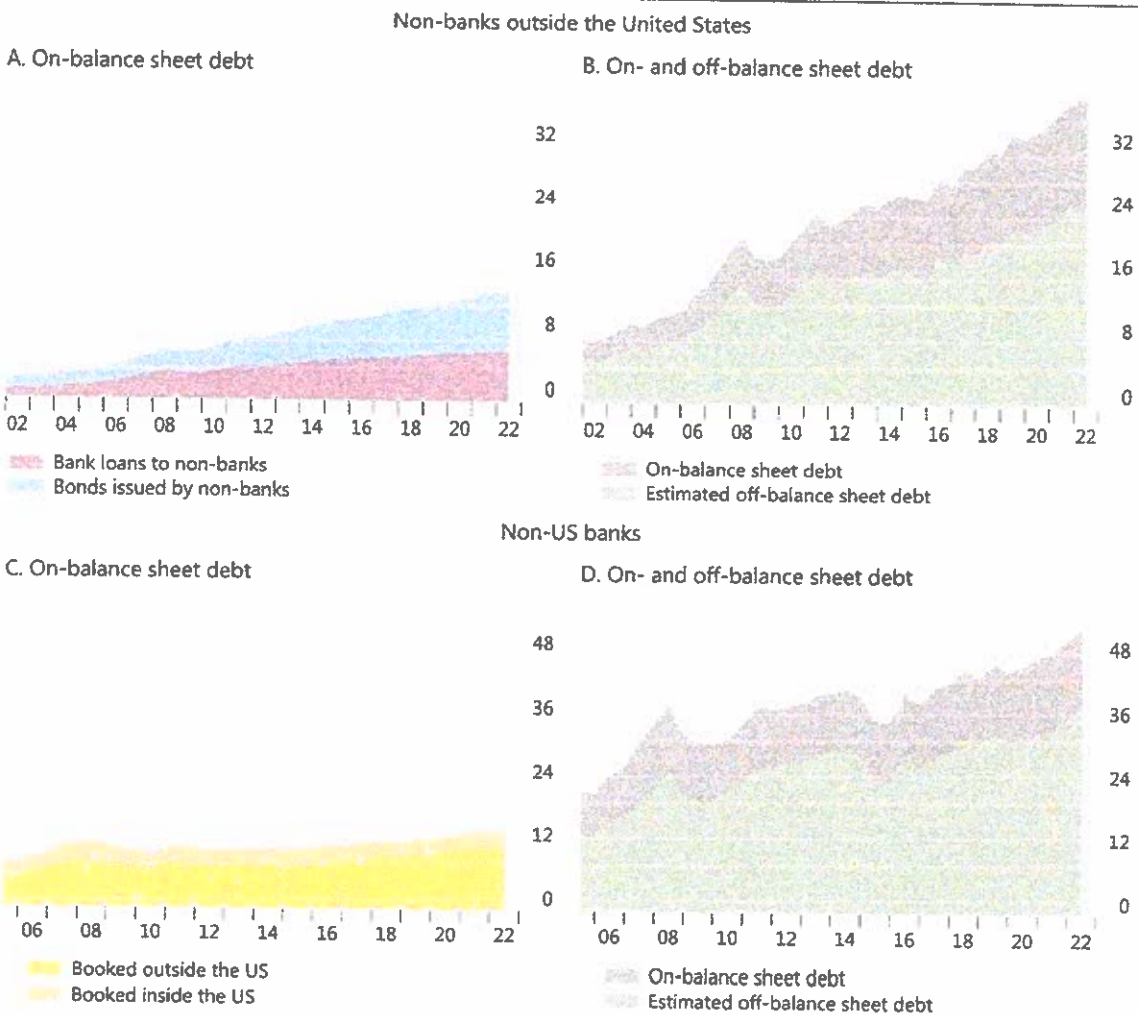 Non-banks outside the United States
A. On-balance sheet debt
32
24
16
8
0
02 04 06 08 10 12 14 16 18 20 22
Bank loans to non-banks
Bonds issued by non-banks
B. On- and off-balance sheet debt
32
24
16
8
0
02 04 06 08 10 12 14 16 18 20 22
On-balance sheet debt
Estimated off-balance sheet debt
Non-US banks
C. On-balance sheet debt
48
36
24
12
0
06 08 10 12 14 16 18 20 22
Booked outside the US
Booked inside the US
D. On- and off-balance sheet debt
48
36
24
12
0
06 08 10 12 14 16 18 20 22
On-balance sheet debt
Estimated off-balance sheet debt